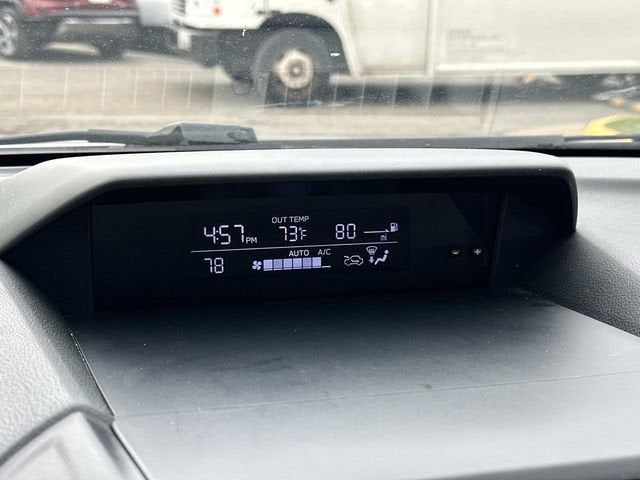 OUT TEMP
4:57 PM 73°F 80 mi
AUTO A/C
78
- +